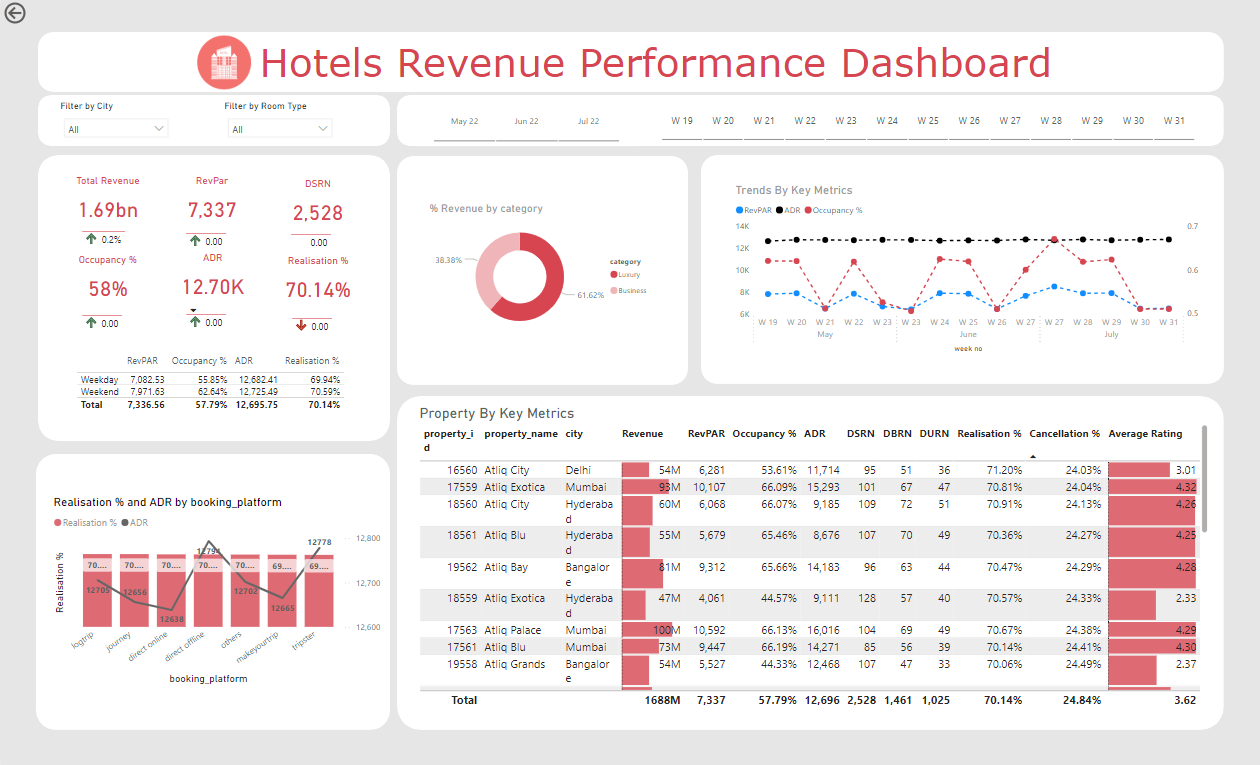 Hotels Revenue Performance Dashboard
Filter by City
Filter by Room Type
All
All
May 22 Jun 22 Jul 22
W 19 W 20 W 21 W 22 W 23 W 24 W 25 W 26 W 27 W 28 W 29 W 30 W 31
Total Revenue RevPar DSRN
1.69bn 7,337 2,528
0.2% 0.00 0.00
Occupancy % ADR Realisation %
58% 12.70K 70.14%
0.00 0.00 0.00
RevPAR Occupancy % ADR Realisation %
Weekday 7,082.53 55.85% 12,682.41 69.94%
Weekend 7,971.63 62.64% 12,725.49 70.59%
Total 7,336.56 57.79% 12,695.75 70.14%
% Revenue by category
38.38%
61.62%
category
Luxury
Business
Trends By Key Metrics
RevPAR ADR Occupancy %
14K
12K
10K
8K
6K
0.7
0.6
0.5
W 19 W 20 W 21 W 22 W 23 W 23 W 24 W 25 W 26 W 27 W 27 W 28 W 29 W 30 W 31
May June July
week no
Realisation % and ADR by booking_platform
Realisation % ADR
Realisation %
12,800
12,700
12,600
70.... 70.... 70.... 70.... 70.... 69.... 69....
12705 12656 12638 12794 12702 12665 12778
logtrip journey direct online direct offline others makeyourtrip tripster
booking_platform
Property By Key Metrics
property_i
d
property_name city Revenue RevPAR Occupancy % ADR DSRN DBRN DURN Realisation % Cancellation % Average Rating
16560 Atliq City Delhi 54M 6,281 53.61% 11,714 95 51 36 71.20% 24.03% 3.01
17559 Atliq Exotica Mumbai 93M 10,107 66.09% 15,293 101 67 47 70.81% 24.04% 4.32
18560 Atliq City Hyderaba 60M 6,068 66.07% 9,185 109 72 51 70.91% 24.13% 4.26
d
18561 Atliq Blu Hyderaba 55M 5,679 65.46% 8,676 107 70 49 70.36% 24.27% 4.25
d
19562 Atliq Bay Bangalor 81M 9,312 65.66% 14,183 96 63 44 70.47% 24.29% 4.28
e
18559 Atliq Exotica Hyderaba 47M 4,061 44.57% 9,111 128 57 40 70.57% 24.33% 2.33
d
17563 Atliq Palace Mumbai 100M 10,592 66.13% 16,016 104 69 49 70.67% 24.38% 4.29
17561 Atliq Blu Mumbai 73M 9,447 66.19% 14,271 85 56 39 70.14% 24.41% 4.30
19558 Atliq Grands Bangalor 54M 5,527 44.33% 12,468 107 47 33 70.06% 24.49% 2.37
e
Total 1688M 7,337 57.79% 12,696 2,528 1,461 1,025 70.14% 24.84% 3.62